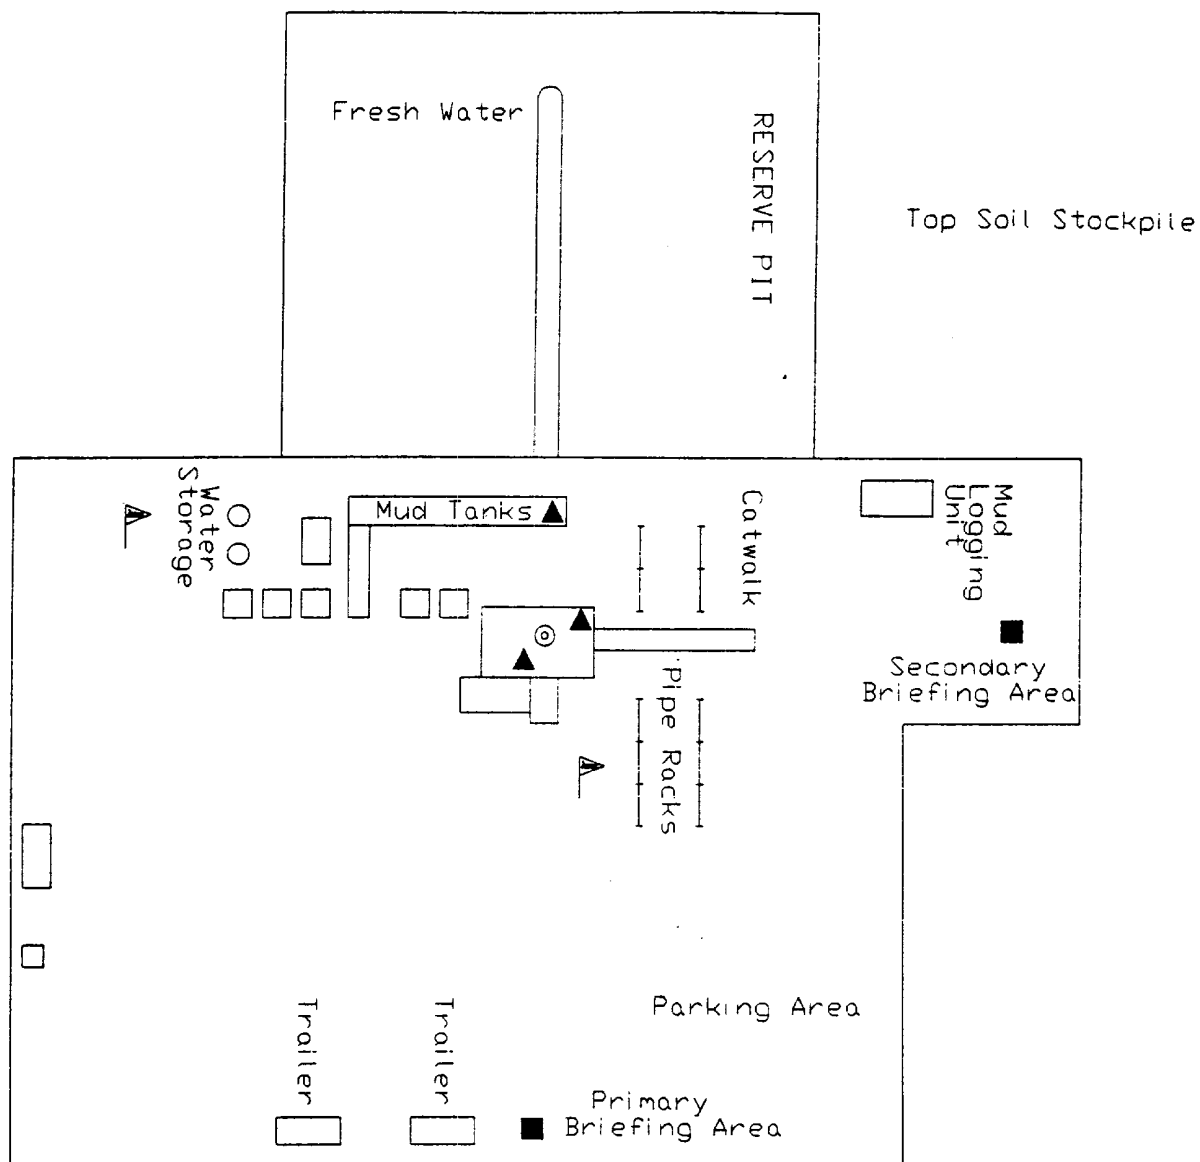 Fresh Water
RESERVE PIT
Top Soil Stockpile
Water
Storage
Mud Tanks
Catwalk
Mud
Logging
Unit
Secondary
Briefing Area
Pipe Racks
Parking Area
Trailer
Trailer
Primary
Briefing Area